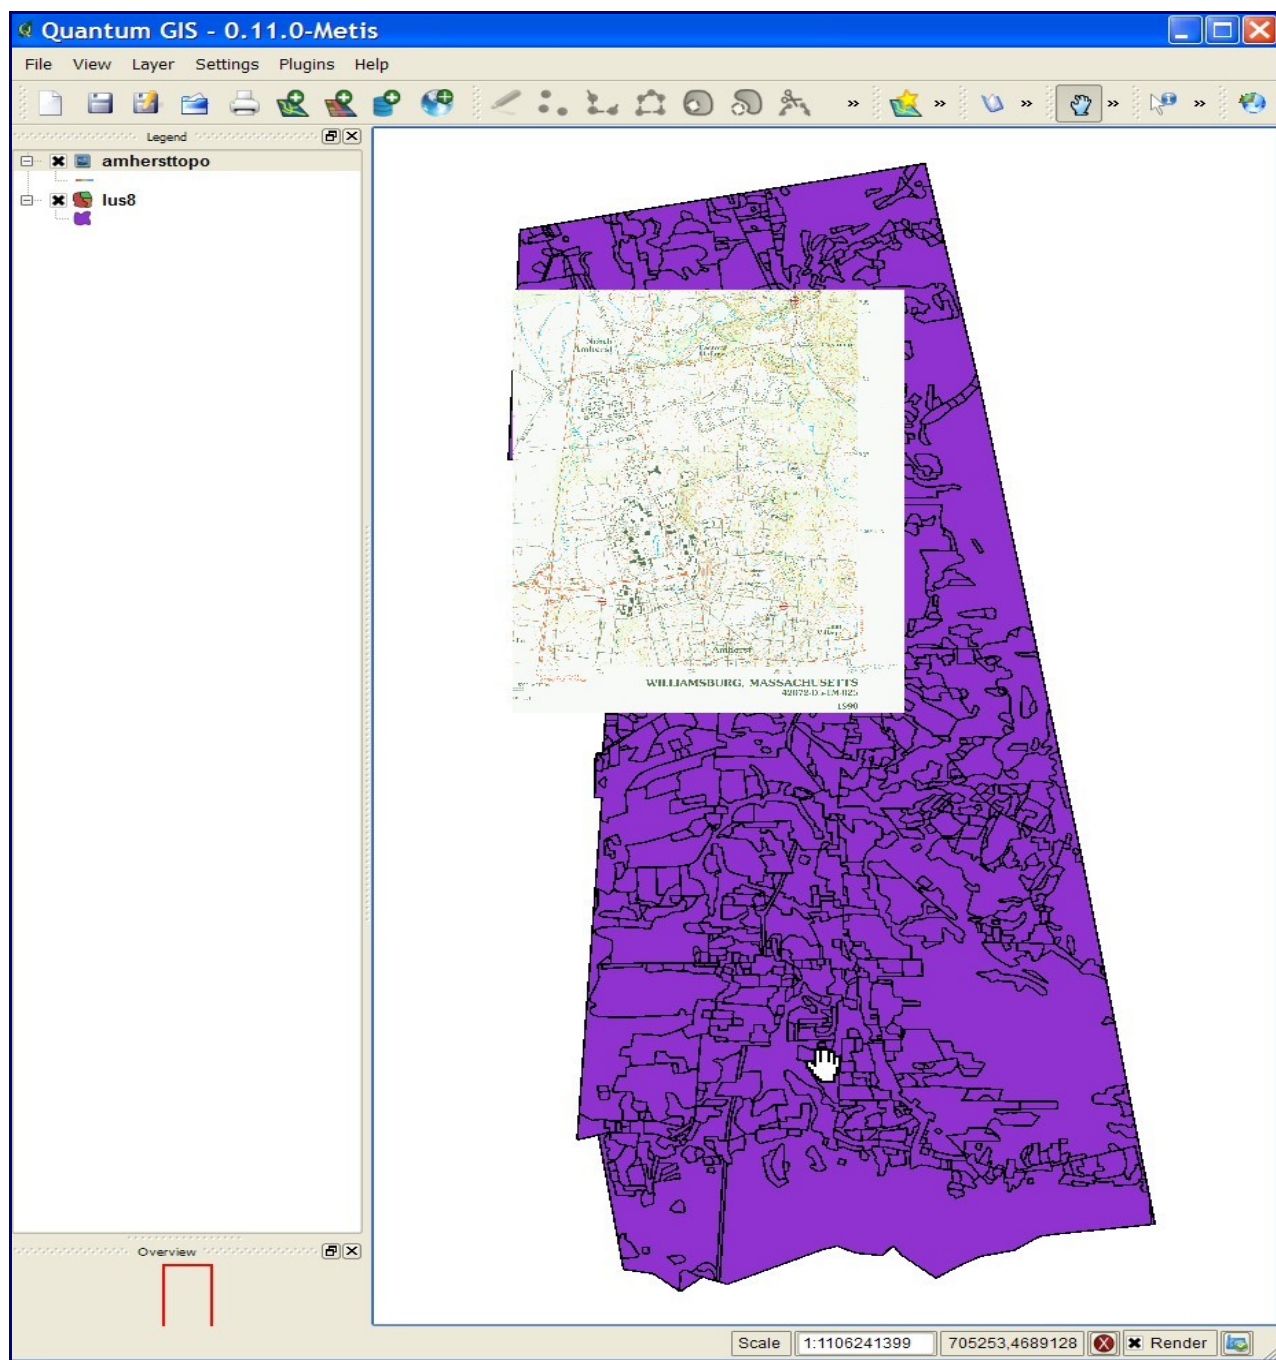 Quantum GIS - 0.11.0-Metis
File View Layer Settings Plugins Help
Legend
amhersttopo
lus8
North
Amherst
Amherst
WILLIAMSBURG, MASSACHUSETTS
1990
Overview
Scale 1:1106241399 705253,4689128 Render